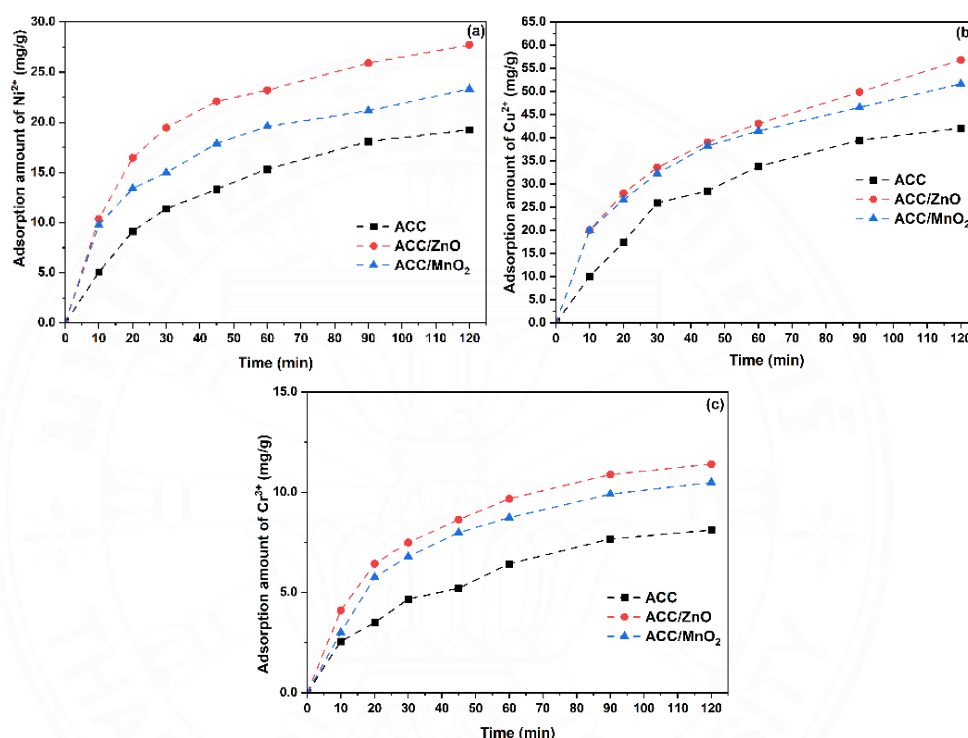 (a)
Adsorption amount of Ni²⁺ (mg/g)
30.0
25.0
20.0
15.0
10.0
5.0
0.0
ACC
ACC/ZnO
ACC/MnO₂
0 10 20 30 40 50 60 70 80 90 100 110 120
Time (min)
(b)
Adsorption amount of Cu²⁺ (mg/g)
65.0
60.0
55.0
50.0
45.0
40.0
35.0
30.0
25.0
20.0
15.0
10.0
5.0
0.0
ACC
ACC/ZnO
ACC/MnO₂
0 10 20 30 40 50 60 70 80 90 100 110 120
Time (min)
(c)
Adsorption amount of Cr³⁺ (mg/g)
15.0
10.0
5.0
0.0
ACC
ACC/ZnO
ACC/MnO₂
0 10 20 30 40 50 60 70 80 90 100 110 120
Time (min)